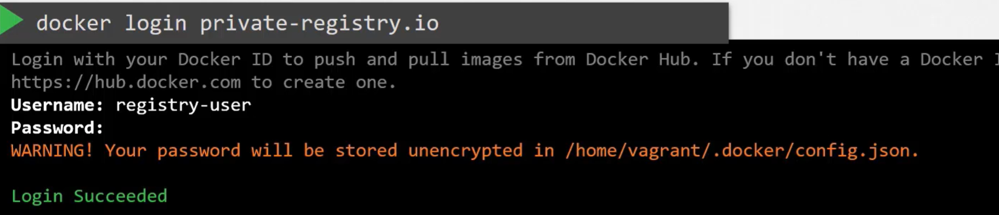 docker login private-registry.io
Login with your Docker ID to push and pull images from Docker Hub. If you don't have a Docker
https://hub.docker.com to create one.
Username: registry-user
Password:
WARNING! Your password will be stored unencrypted in /home/vagrant/.docker/config.json.
Login Succeeded